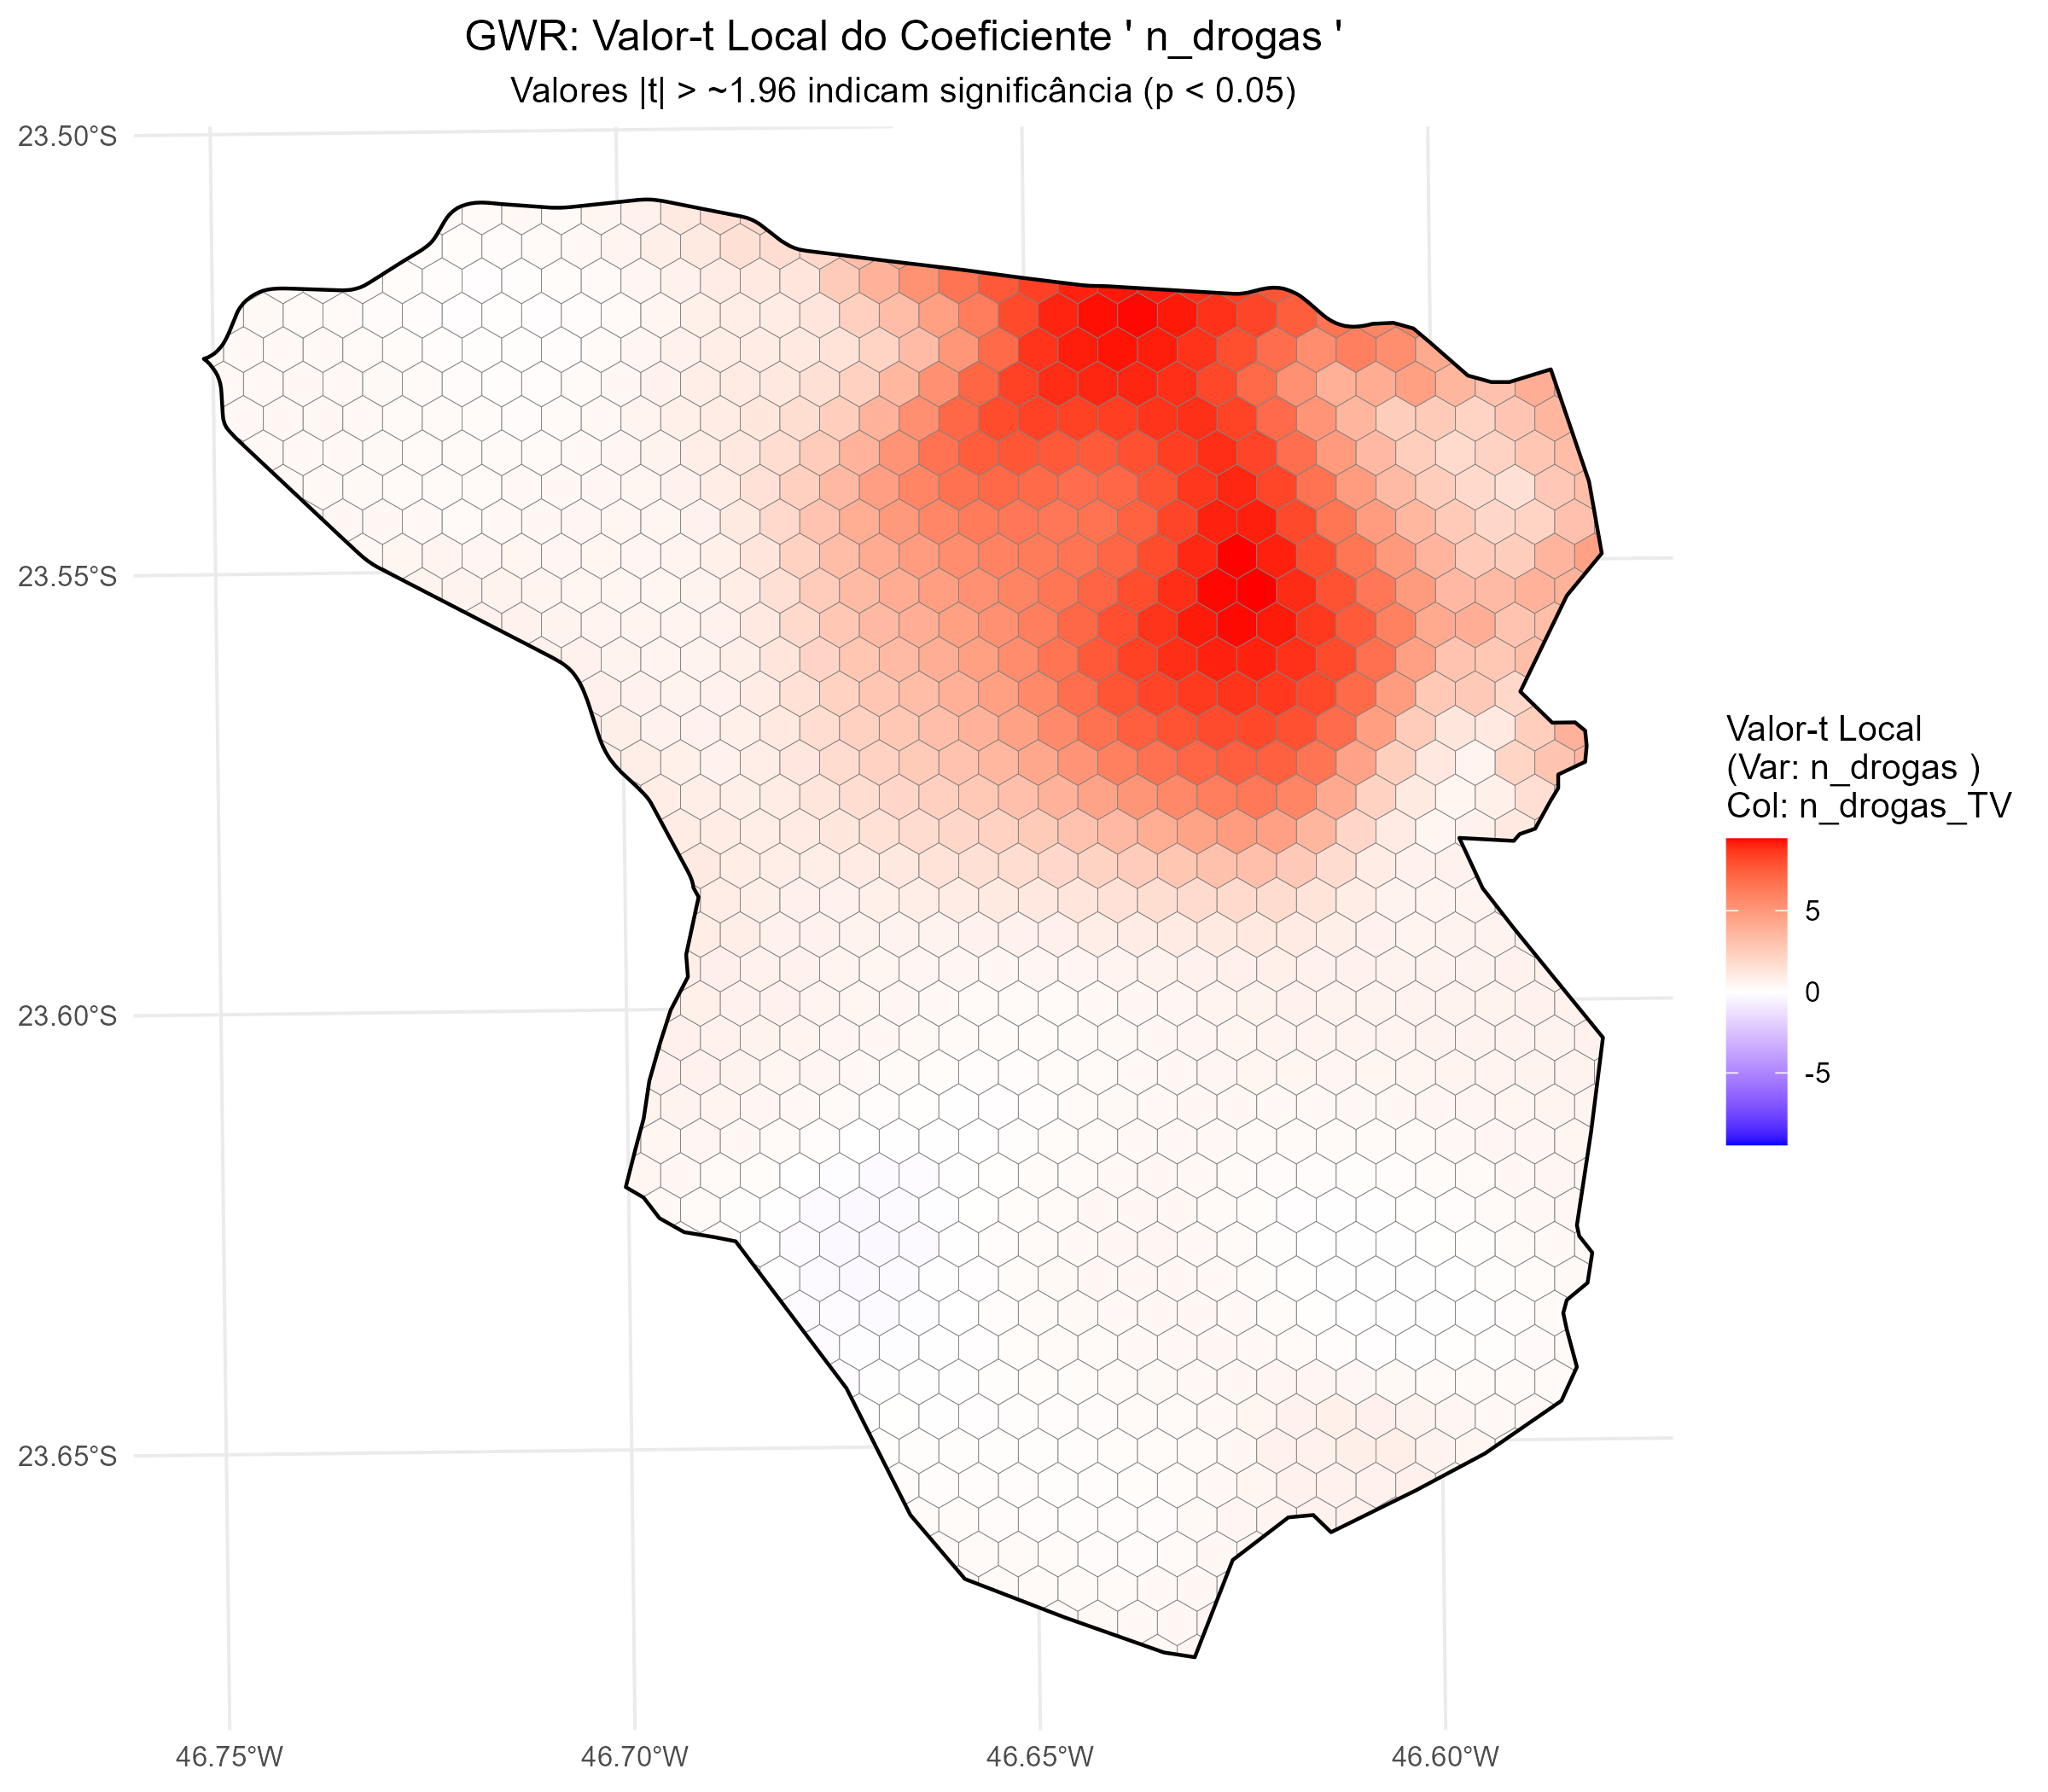 GWR: Valor-t Local do Coeficiente ' n_drogas '
Valores |t| > ~1.96 indicam significância (p < 0.05)
23.50°S
23.55°S
23.60°S
23.65°S
46.75°W
46.70°W
46.65°W
46.60°W
Valor-t Local
(Var: n_drogas )
Col: n_drogas_TV
5
0
-5